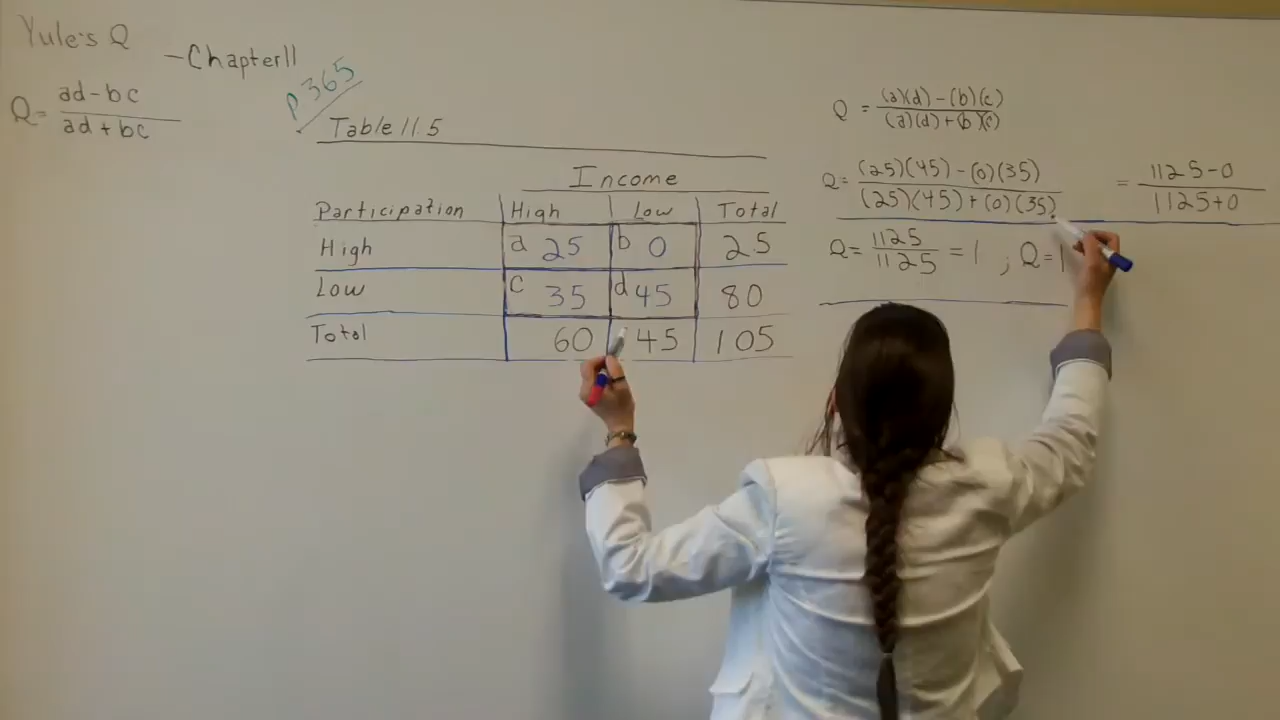 Yule's Q
-Chapter 11
Q= ad-bc
ad+bc
p 365
Table 11.5
Income
Participation High Low Total
High a 25 b 0 25
Low c 35 d 45 80
Total 60 45 105
Q = (a)(d) - (b)(c)
(a)(d) + (b)(c)
Q= (25)(45) - (0)(35) = 1125-0
(25)(45) + (0)(35) 1125+0
Q= 1125 = 1 ; Q=1
1125